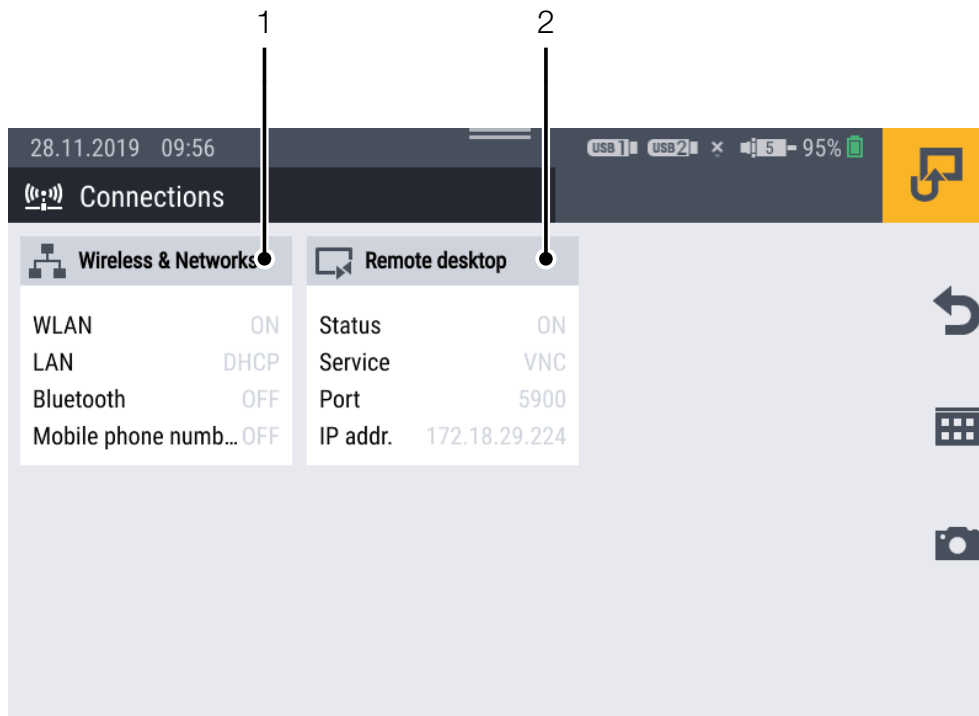 1 2
28.11.2019 09:56
USB 1 USB2 5 95%
Connections
Wireless & Networks
WLAN ON
LAN DHCP
Bluetooth OFF
Mobile phone numb... OFF
Remote desktop
Status ON
Service VNC
Port 5900
IP addr. 172.18.29.224